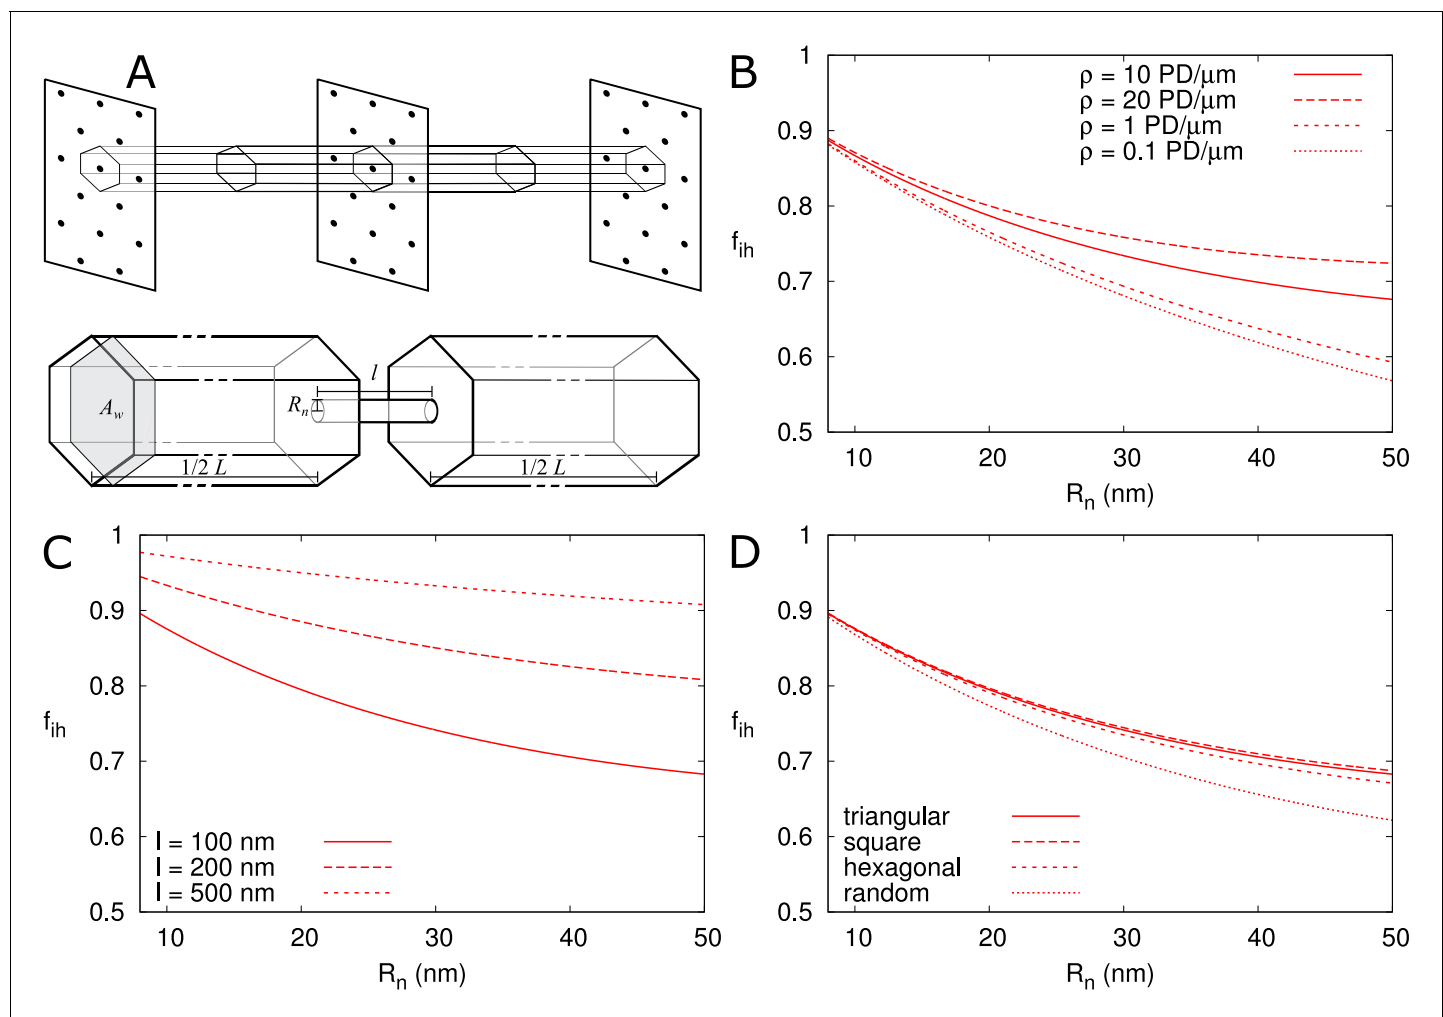 A
A_w
1/2 L
R_n
l
1/2 L
B
ρ = 10 PD/μm
ρ = 20 PD/μm
ρ = 1 PD/μm
ρ = 0.1 PD/μm
1
0.9
0.8
0.7
0.6
0.5
f_ih
10 20 30 40 50
R_n (nm)
C
1
0.9
0.8
0.7
0.6
0.5
f_ih
l = 100 nm
l = 200 nm
l = 500 nm
10 20 30 40 50
R_n (nm)
D
1
0.9
0.8
0.7
0.6
0.5
f_ih
triangular
square
hexagonal
random
10 20 30 40 50
R_n (nm)